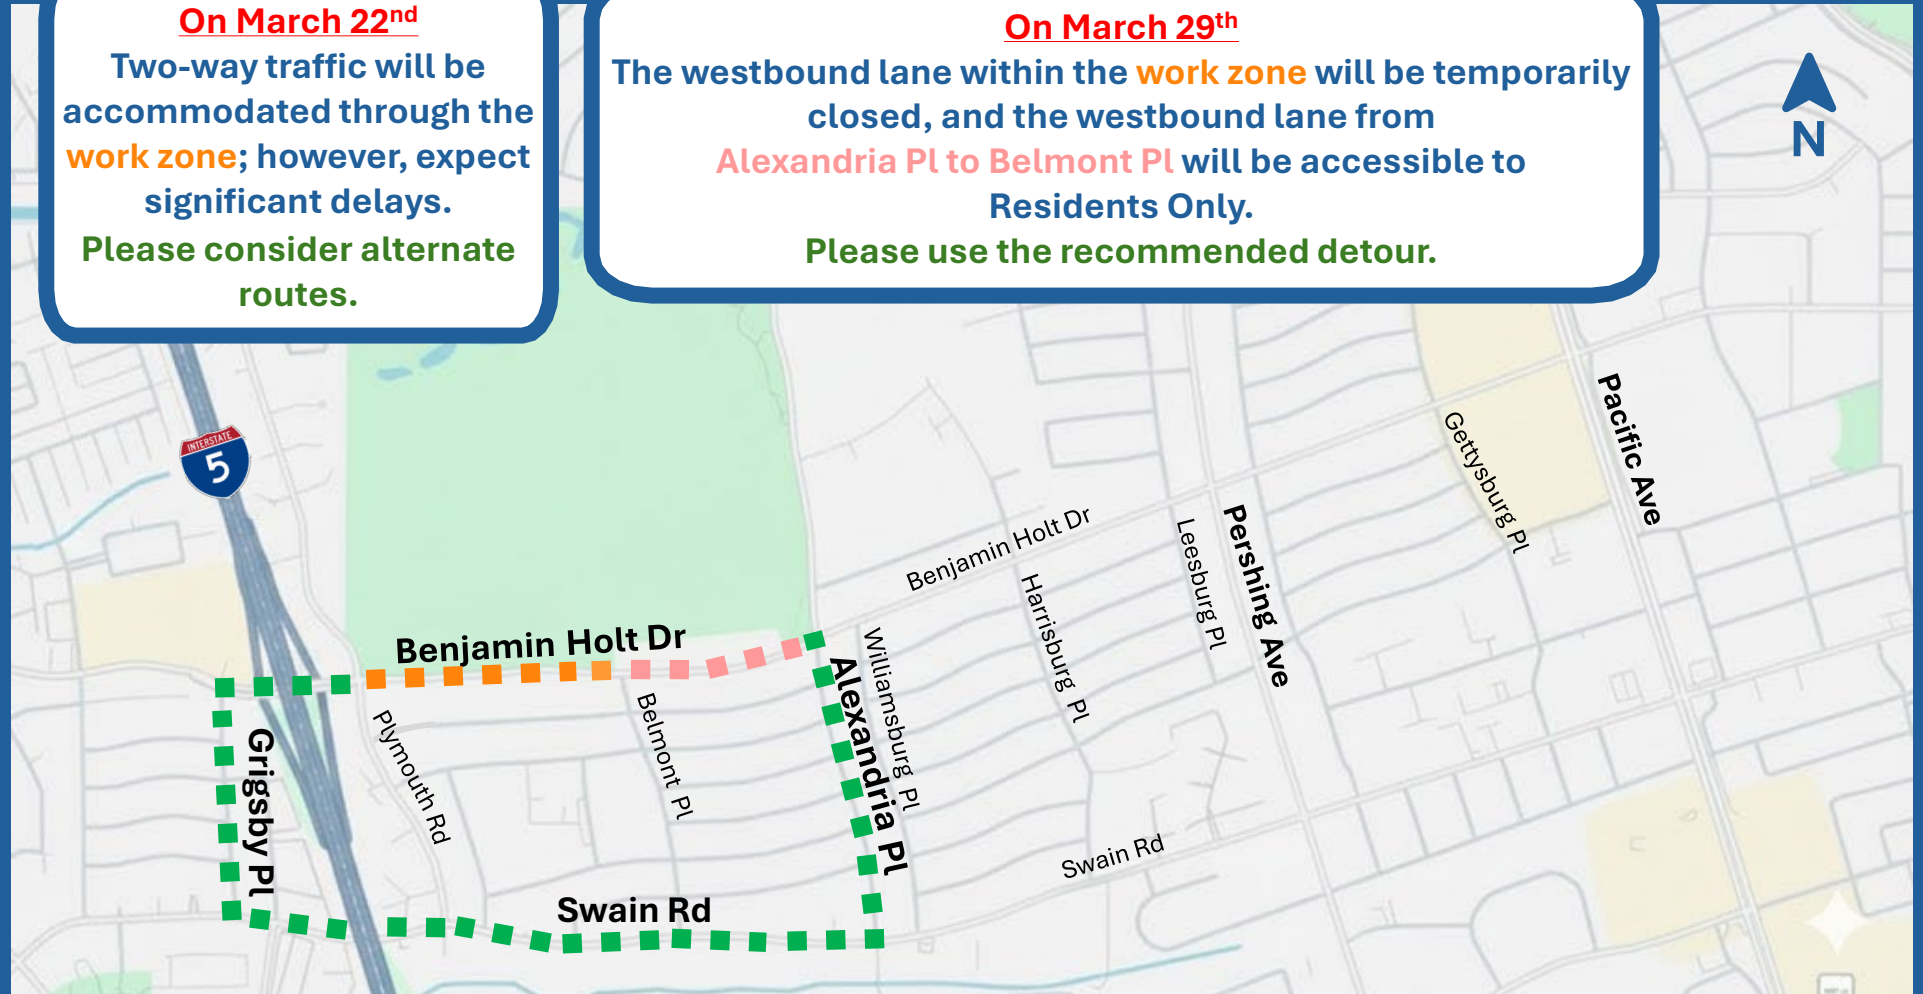 On March 22nd
Two-way traffic will be
accommodated through the
work zone; however, expect
significant delays.
Please consider alternate
routes.
On March 29th
The westbound lane within the work zone will be temporarily
closed, and the westbound lane from
Alexandria Pl to Belmont Pl will be accessible to
Residents Only.
Please use the recommended detour.
N
INTERSTATE
5
Pacific Ave
Gettysburg Pl
Benjamin Holt Dr
Leesburg Pl
Pershing Ave
Harrisburg Pl
Benjamin Holt Dr
Williamsburg Pl
Alexandria Pl
Belmont Pl
Plymouth Rd
Grigsby Pl
Swain Rd
Swain Rd